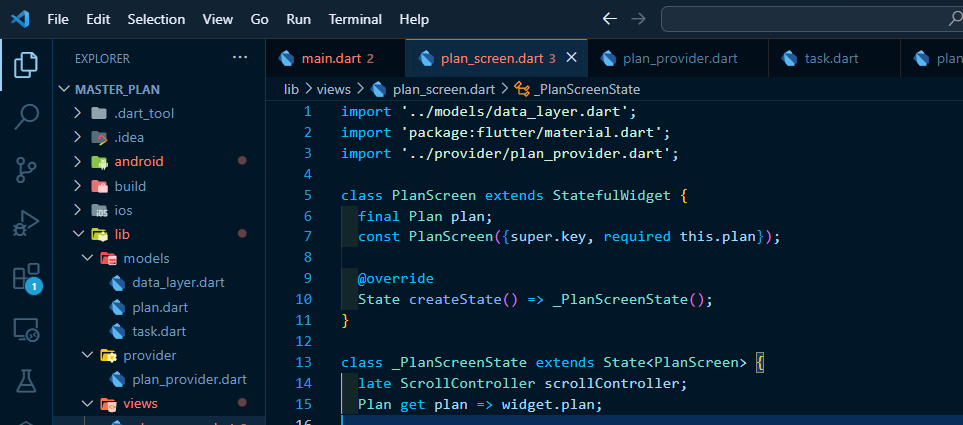 File Edit Selection View Go Run Terminal Help
EXPLORER ...
main.dart 2
plan_screen.dart 3
plan_provider.dart
task.dart
plan
MASTER_PLAN
.dart_tool
.idea
android
build
ios
lib
models
data_layer.dart
plan.dart
task.dart
provider
plan_provider.dart
views
1
lib > views > plan_screen.dart > _PlanScreenState
1 import '../models/data_layer.dart';
2 import 'package:flutter/material.dart';
3 import '../provider/plan_provider.dart';
4
5 class PlanScreen extends StatefulWidget {
6 final Plan plan;
7 const PlanScreen({super.key, required this.plan});
8
9 @override
10 State createState() => _PlanScreenState();
11 }
12
13 class _PlanScreenState extends State<PlanScreen> {
14 late ScrollController scrollController;
15 Plan get plan => widget.plan;
16